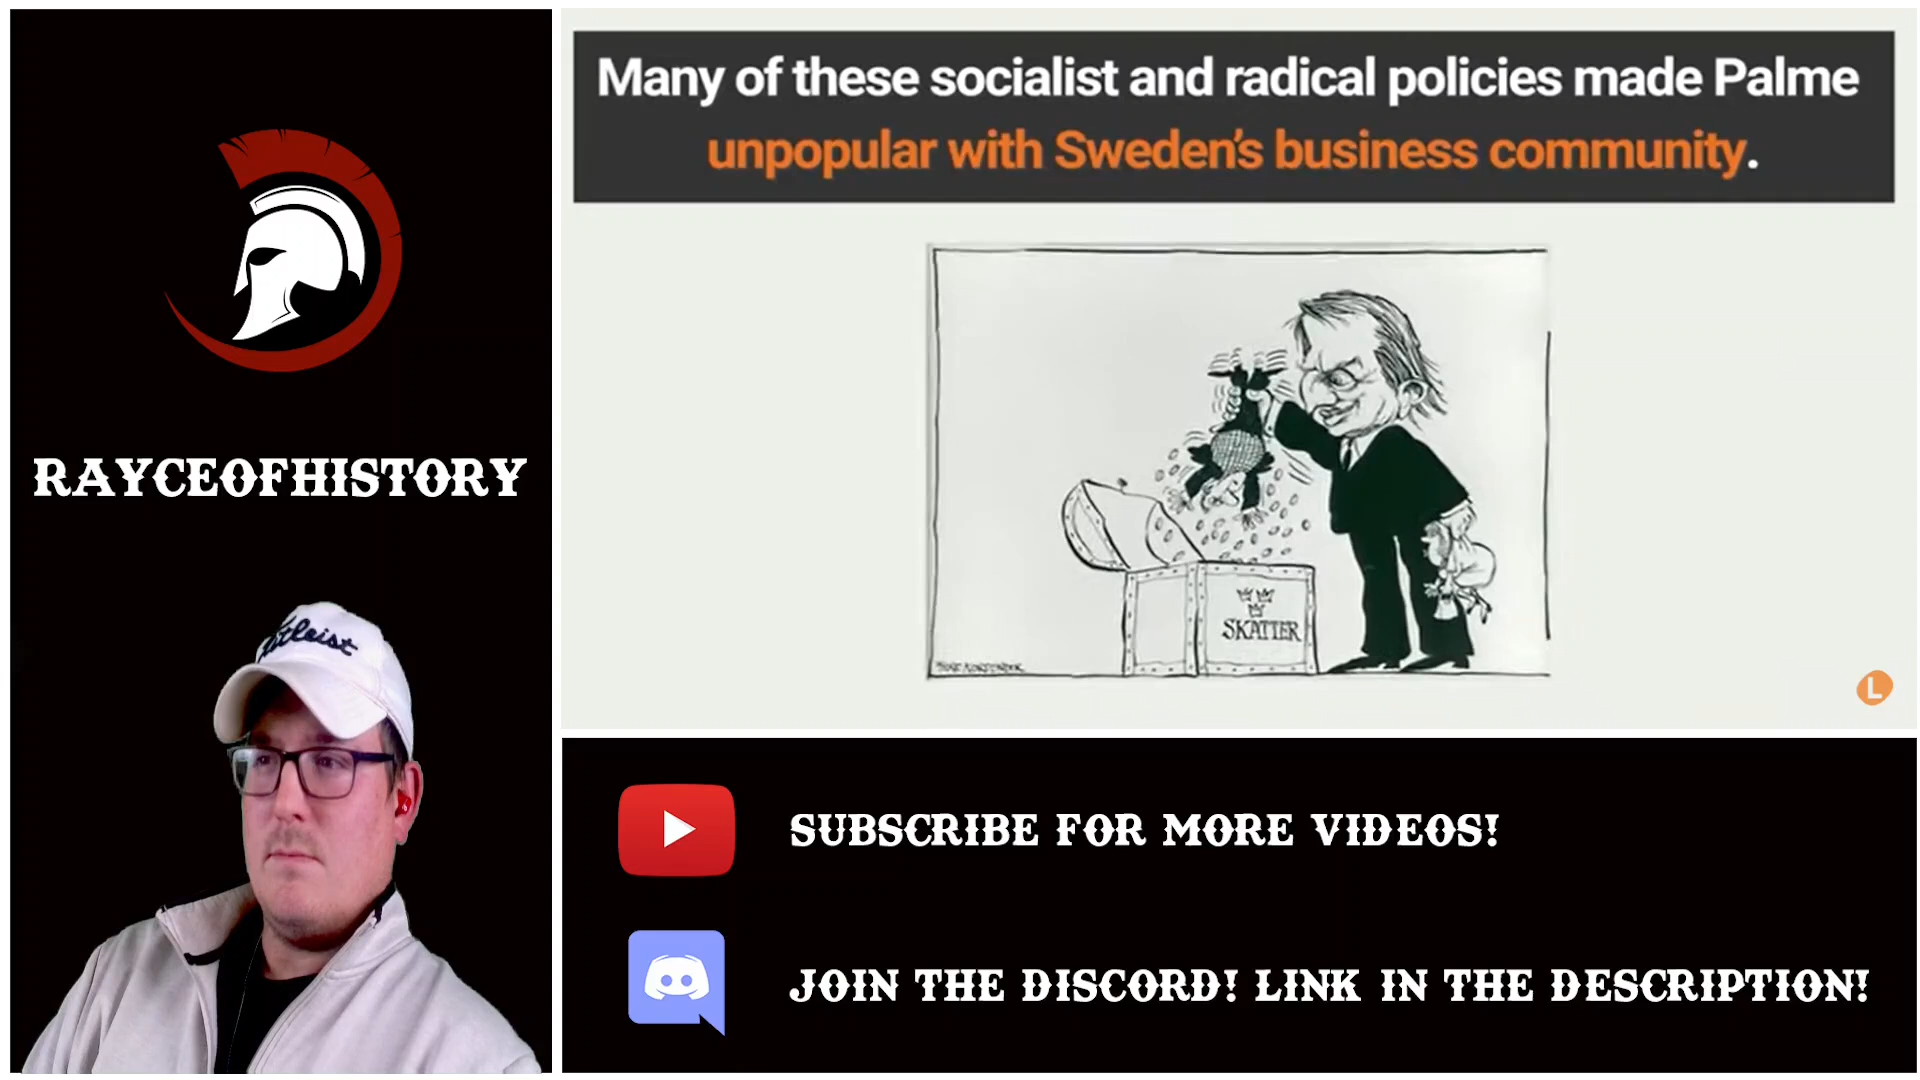 RAYCEOFHISTORY
Titleist
Many of these socialist and radical policies made Palme
unpopular with Sweden's business community.
SKATTER
L
SUBSCRIBE FOR MORE VIDEOS!
JOIN THE DISCORD! LINK IN THE DESCRIPTION!